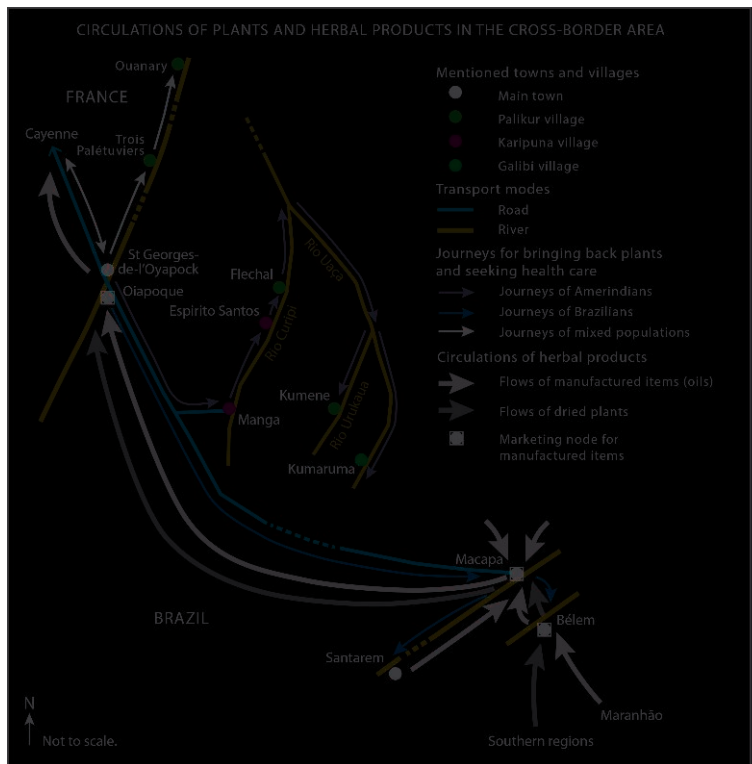 CIRCULATIONS OF PLANTS AND HERBAL PRODUCTS IN THE CROSS-BORDER AREA
Ouanary
FRANCE
Cayenne
Trois
Palétuviers
St Georges-
de-l'Oyapock
Oiapoque
Flechal
Espirito Santos
Rio Curipi
Rio Uaça
Manga
Kumene
Rio Urukaua
Kumaruma
Mentioned towns and villages
Main town
Palikur village
Karipuna village
Galibi village
Transport modes
Road
River
Journeys for bringing back plants
and seeking health care
Journeys of Amerindians
Journeys of Brazilians
Journeys of mixed populations
Circulations of herbal products
Flows of manufactured items (oils)
Flows of dried plants
Marketing node for
manufactured items
Macapa
BRAZIL
Bélem
Santarem
Maranhão
Southern regions
N
Not to scale.